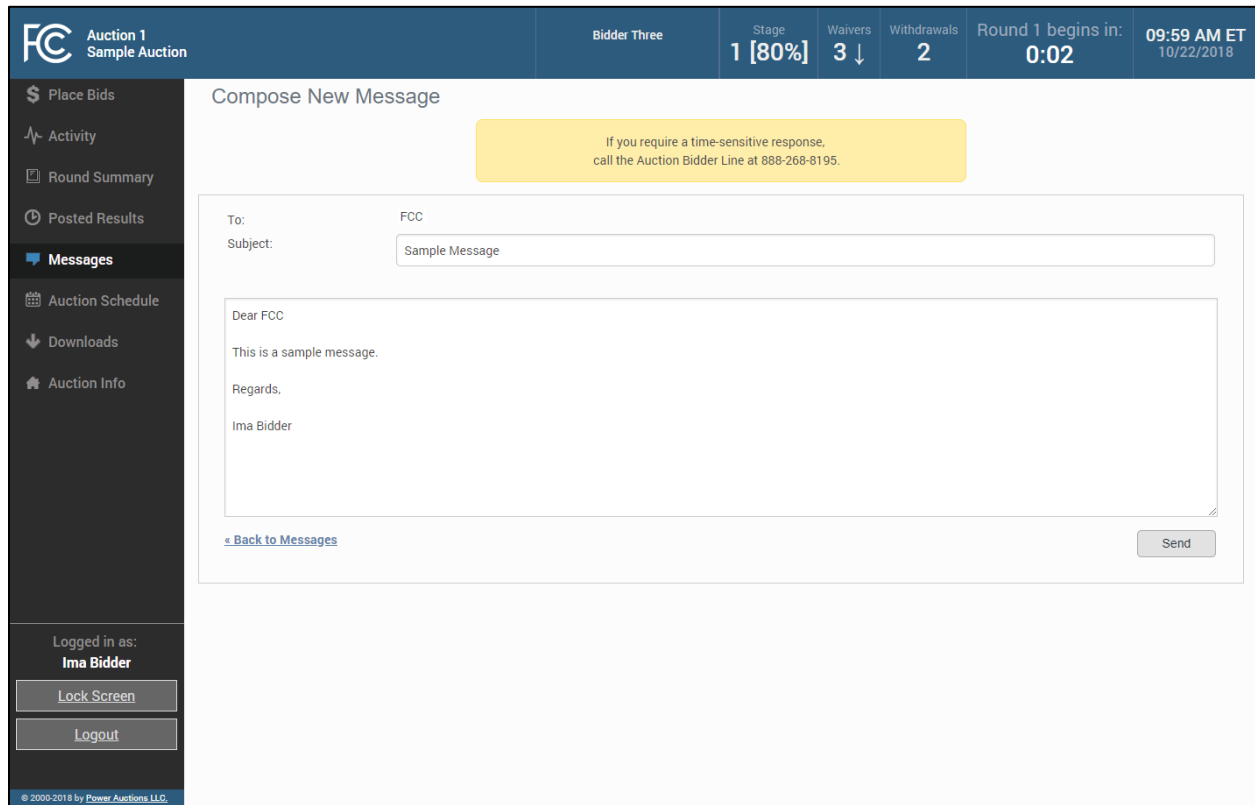 FCC
Auction 1
Sample Auction
Bidder Three
Stage
1 [80%]
Waivers
3 ↓
Withdrawals
2
Round 1 begins in:
0:02
09:59 AM ET
10/22/2018
$ Place Bids
Activity
Round Summary
Posted Results
Messages
Auction Schedule
Downloads
Auction Info
Compose New Message
If you require a time-sensitive response,
call the Auction Bidder Line at 888-268-8195.
To: FCC
Subject: Sample Message
Dear FCC
This is a sample message.
Regards,
Ima Bidder
« Back to Messages
Send
Logged in as:
Ima Bidder
Lock Screen
Logout
© 2000-2018 by Power Auctions LLC.